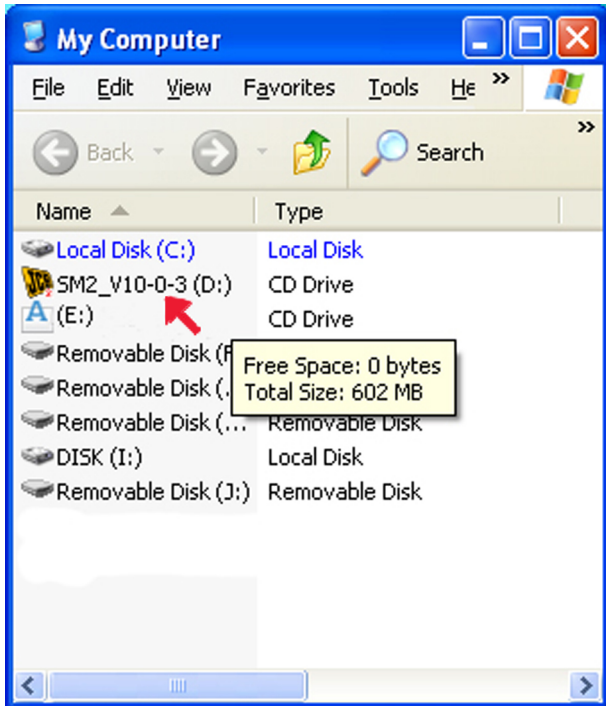 My Computer
File Edit View Favorites Tools He »
Back Search »
Name Type
Local Disk (C:) Local Disk
JCB SM2_V10-0-3 (D:) CD Drive
A (E:) CD Drive
Removable Disk (F
Free Space: 0 bytes
Total Size: 602 MB
Removable Disk (.
Removable Disk (... Removable Disk
DISK (I:) Local Disk
Removable Disk (J:) Removable Disk